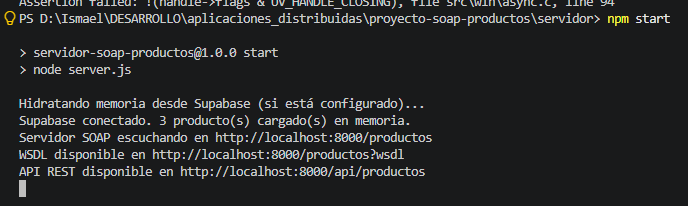 Assertion failed: !(handle->flags & UV_HANDLE_CLOSING), file src\win\async.c, line 94
PS D:\Ismael\DESARROLLO\aplicaciones_distribuidas\proyecto-soap-productos\servidor> npm start
> servidor-soap-productos@1.0.0 start
> node server.js
Hidratando memoria desde Supabase (si está configurado)...
Supabase conectado. 3 producto(s) cargado(s) en memoria.
Servidor SOAP escuchando en http://localhost:8000/productos
WSDL disponible en http://localhost:8000/productos?wsdl
API REST disponible en http://localhost:8000/api/productos